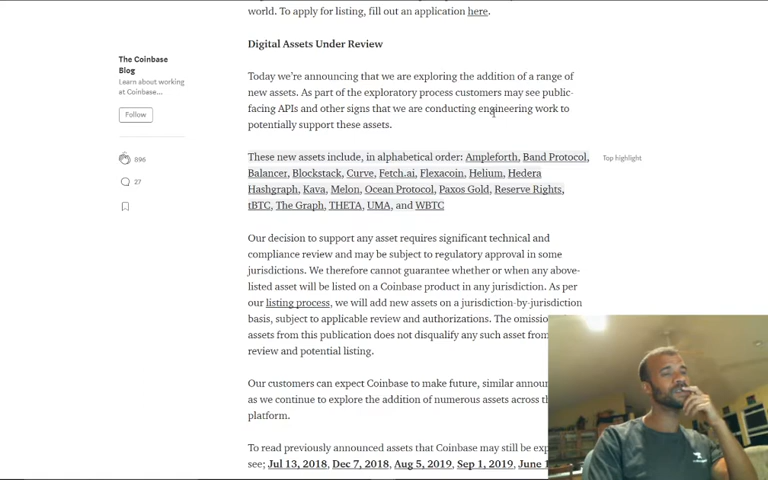 world. To apply for listing, fill out an application here.
Digital Assets Under Review
The Coinbase
Blog
Learn about working
at Coinbase...
Follow
896
27
Today we're announcing that we are exploring the addition of a range of
new assets. As part of the exploratory process customers may see public-
facing APIs and other signs that we are conducting engineering work to
potentially support these assets.
These new assets include, in alphabetical order: Ampleforth, Band Protocol,
Balancer, Blockstack, Curve, Fetch.ai, Flexacoin, Helium, Hedera
Hashgraph, Kava, Melon, Ocean Protocol, Paxos Gold, Reserve Rights,
tBTC, The Graph, THETA, UMA, and WBTC
Top highlight
Our decision to support any asset requires significant technical and
compliance review and may be subject to regulatory approval in some
jurisdictions. We therefore cannot guarantee whether or when any above-
listed asset will be listed on a Coinbase product in any jurisdiction. As per
our listing process, we will add new assets on a jurisdiction-by-jurisdiction
basis, subject to applicable review and authorizations. The omission
assets from this publication does not disqualify any such asset from
review and potential listing.
Our customers can expect Coinbase to make future, similar
as we continue to explore the addition of numerous assets across
platform.
To read previously announced assets that Coinbase may still be
see; Jul 13, 2018, Dec 7, 2018, Aug 5, 2019, Sep 1, 2019, June